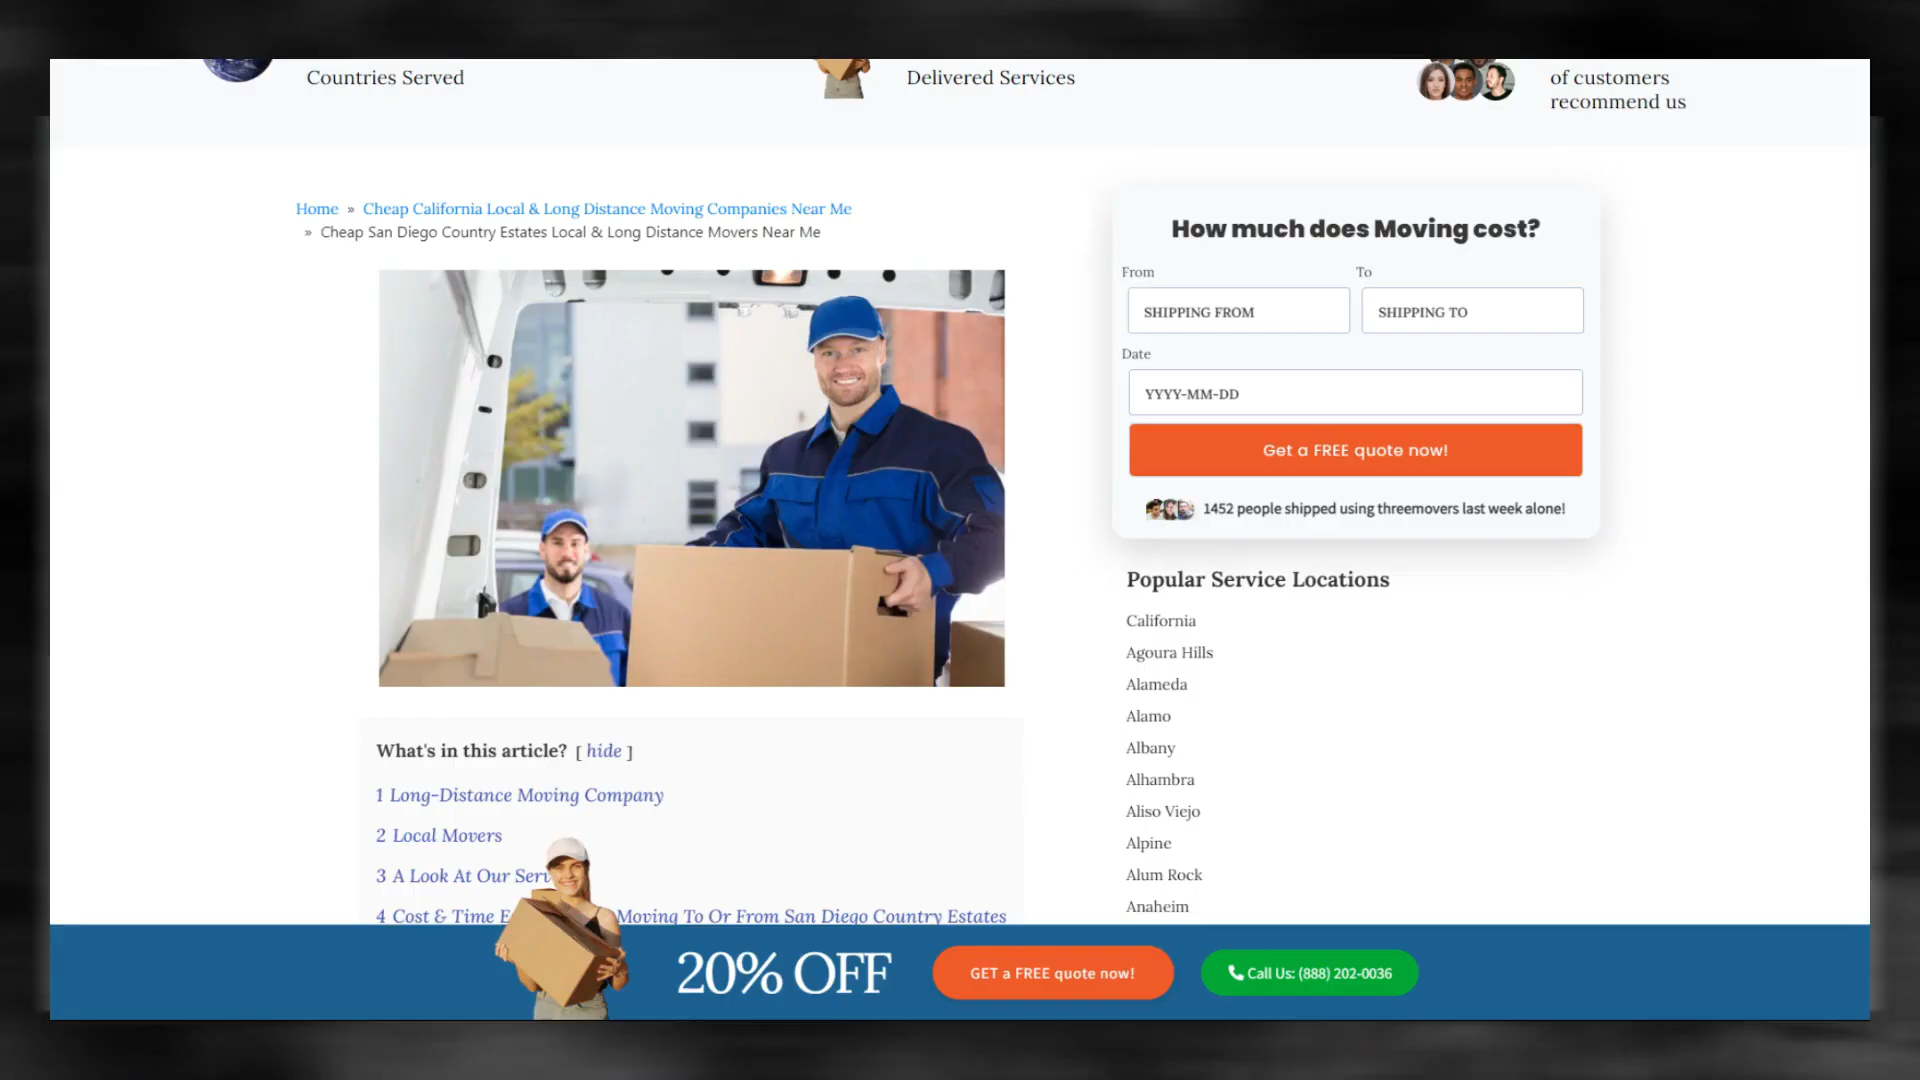 Countries Served
Delivered Services
of customers
recommend us
Home » Cheap California Local & Long Distance Moving Companies Near Me
» Cheap San Diego Country Estates Local & Long Distance Movers Near Me
How much does Moving cost?
From
To
SHIPPING FROM
SHIPPING TO
Date
YYYY-MM-DD
Get a FREE quote now!
1452 people shipped using threemovers last week alone!
Popular Service Locations
California
Agoura Hills
Alameda
Alamo
Albany
Alhambra
Aliso Viejo
Alpine
Alum Rock
Anaheim
What's in this article? [ hide ]
1 Long-Distance Moving Company
2 Local Movers
3 A Look At Our
4 Cost & Time Moving To Or From San Diego Country Estates
20% OFF
GET a FREE quote now!
Call Us: (888) 202-0036